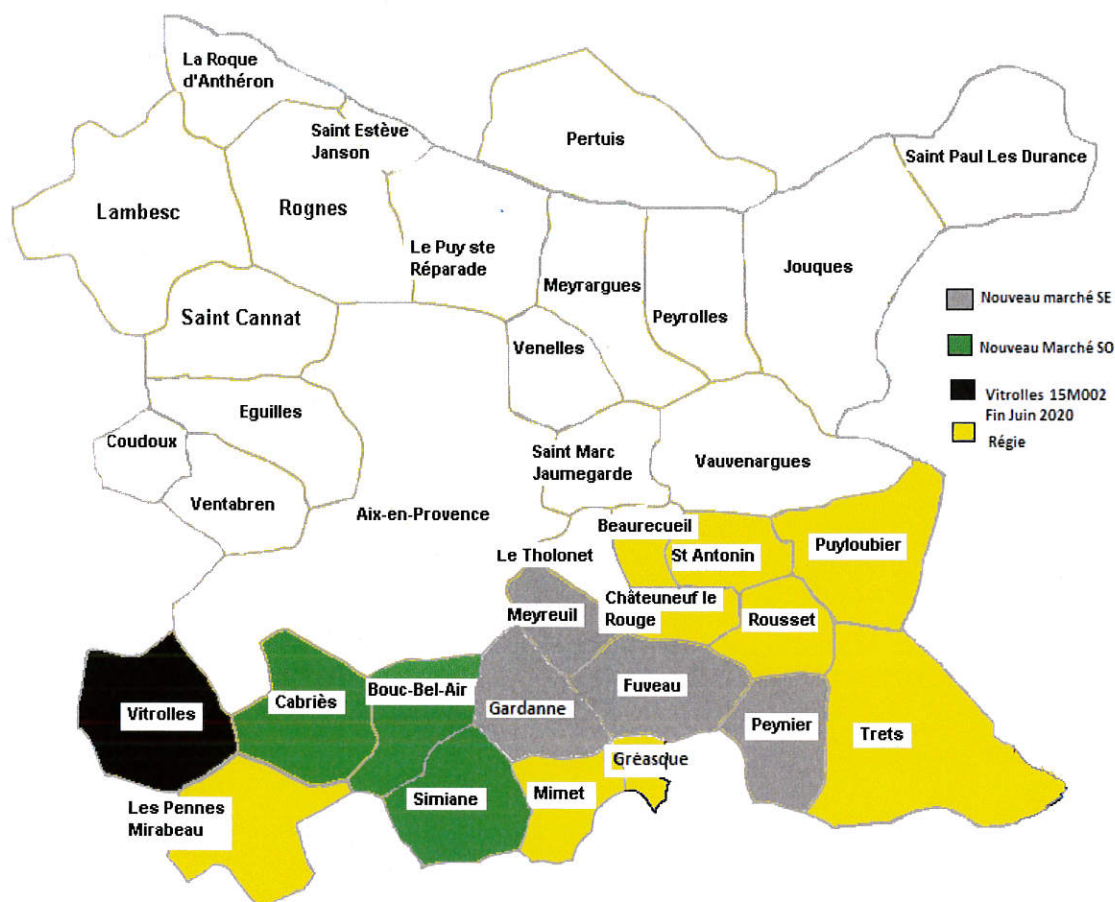 La Roque
d'Anthéron
Saint Estève
Janson
Pertuis
Saint Paul Les Durance
Lambesc
Rognes
Le Puy ste
Réparade
Meyrargues
Jouques
Peyrolles
Saint Cannat
Venelles
Nouveau marché SE
Nouveau Marché SO
Vitrolles 15M002
Fin Juin 2020
Régie
Eguilles
Coudoux
Ventabren
Saint Marc
Jaumegarde
Vauvenargues
Aix-en-Provence
Beaurecueil
Le Tholonet
St Antonin
Puyloubier
Meyreuil
Châteuneuf le
Rouge
Rousset
Vitrolles
Cabriès
Bouc-Bel-Air
Gardanne
Fuveau
Peynier
Trets
Gréasque
Les Pennes
Mirabeau
Simiane
Mimet